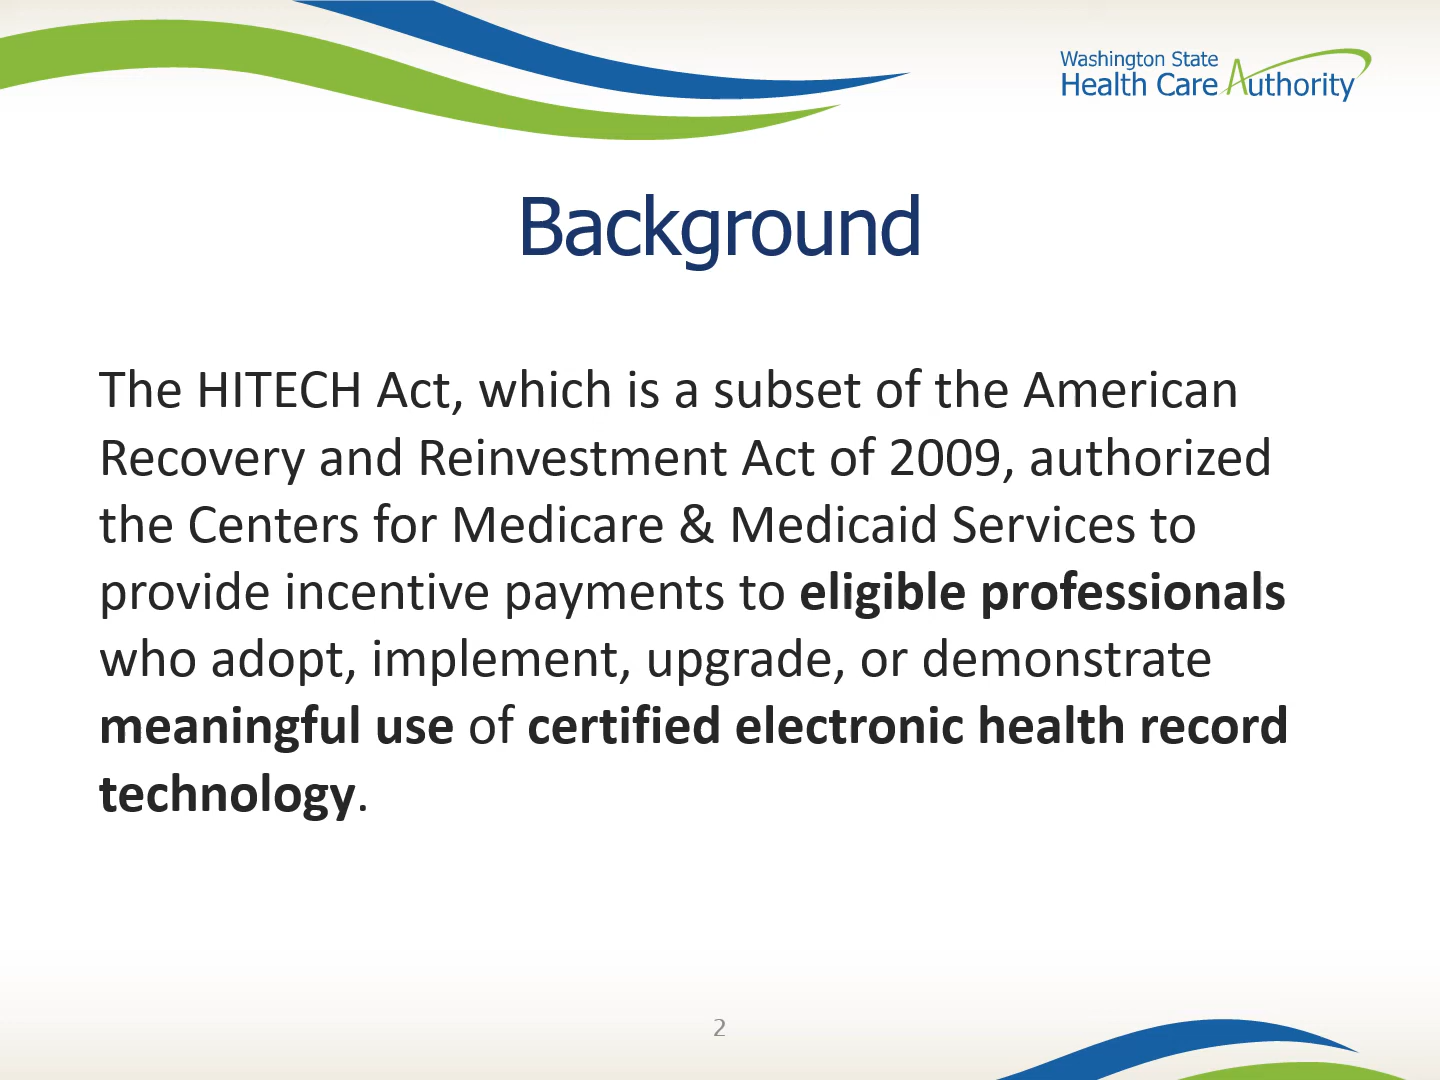 Washington State
Health Care Authority
Background
The HITECH Act, which is a subset of the American
Recovery and Reinvestment Act of 2009, authorized
the Centers for Medicare & Medicaid Services to
provide incentive payments to eligible professionals
who adopt, implement, upgrade, or demonstrate
meaningful use of certified electronic health record
technology.
2